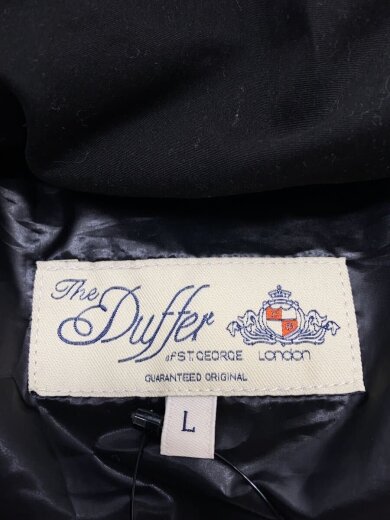 The Duffer
of ST. GEORGE London
GUARANTEED ORIGINAL
L